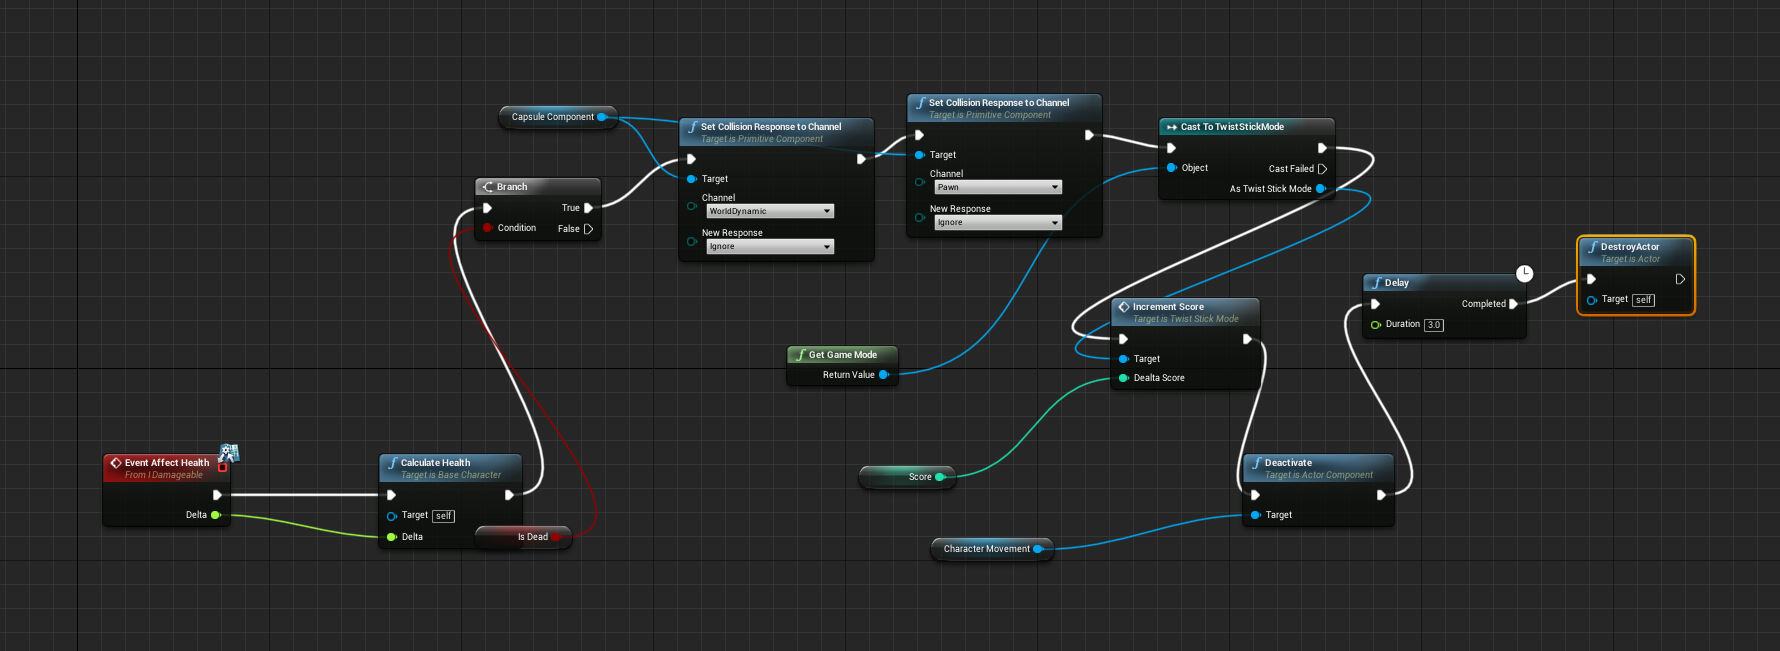 Capsule Component
Set Collision Response to Channel
Target is Primitive Component
Target
Channel
WorldDynamic
New Response
Ignore
Set Collision Response to Channel
Target is Primitive Component
Target
Channel
Pawn
New Response
Ignore
Cast To TwistStickMode
Object
Cast Failed
As Twist Stick Mode
Branch
True
Condition
False
DestroyActor
Target is Actor
Target self
Delay
Completed
Duration 3.0
Increment Score
Target is Twist Stick Mode
Target
Dealta Score
Get Game Mode
Return Value
Event Affect Health
From I Damageable
Delta
Calculate Health
Target is Base Character
Target self
Delta
Is Dead
Score
Deactivate
Target is Actor Component
Target
Character Movement